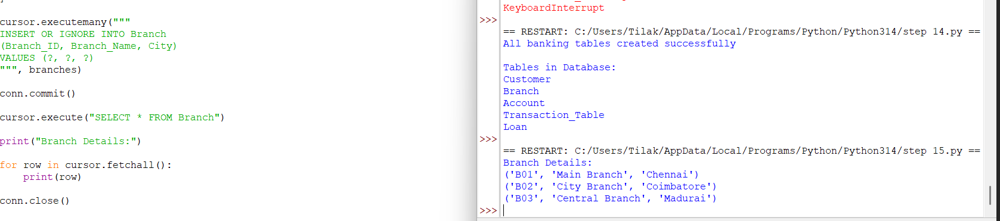 cursor.executemany("""
INSERT OR IGNORE INTO Branch
(Branch_ID, Branch_Name, City)
VALUES (?, ?, ?)
""", branches)
conn.commit()
cursor.execute("SELECT * FROM Branch")
print("Branch Details:")
for row in cursor.fetchall():
    print(row)
conn.close()
KeyboardInterrupt
>>>
== RESTART: C:/Users/Tilak/AppData/Local/Programs/Python/Python314/step 14.py ==
All banking tables created successfully
Tables in Database:
Customer
Branch
Account
Transaction_Table
Loan
>>>
== RESTART: C:/Users/Tilak/AppData/Local/Programs/Python/Python314/step 15.py ==
Branch Details:
('B01', 'Main Branch', 'Chennai')
('B02', 'City Branch', 'Coimbatore')
('B03', 'Central Branch', 'Madurai')
>>>